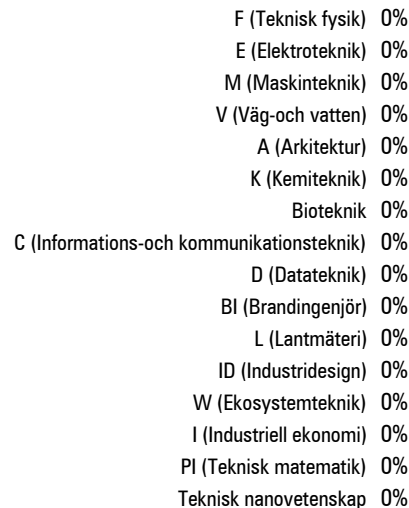 F (Teknisk fysik) 0%
E (Elektroteknik) 0%
M (Maskinteknik) 0%
V (Väg-och vatten) 0%
A (Arkitektur) 0%
K (Kemiteknik) 0%
Bioteknik 0%
C (Informations-och kommunikationsteknik) 0%
D (Datateknik) 0%
BI (Brandingenjör) 0%
L (Lantmäteri) 0%
ID (Industridesign) 0%
W (Ekosystemteknik) 0%
I (Industriell ekonomi) 0%
PI (Teknisk matematik) 0%
Teknisk nanovetenskap 0%